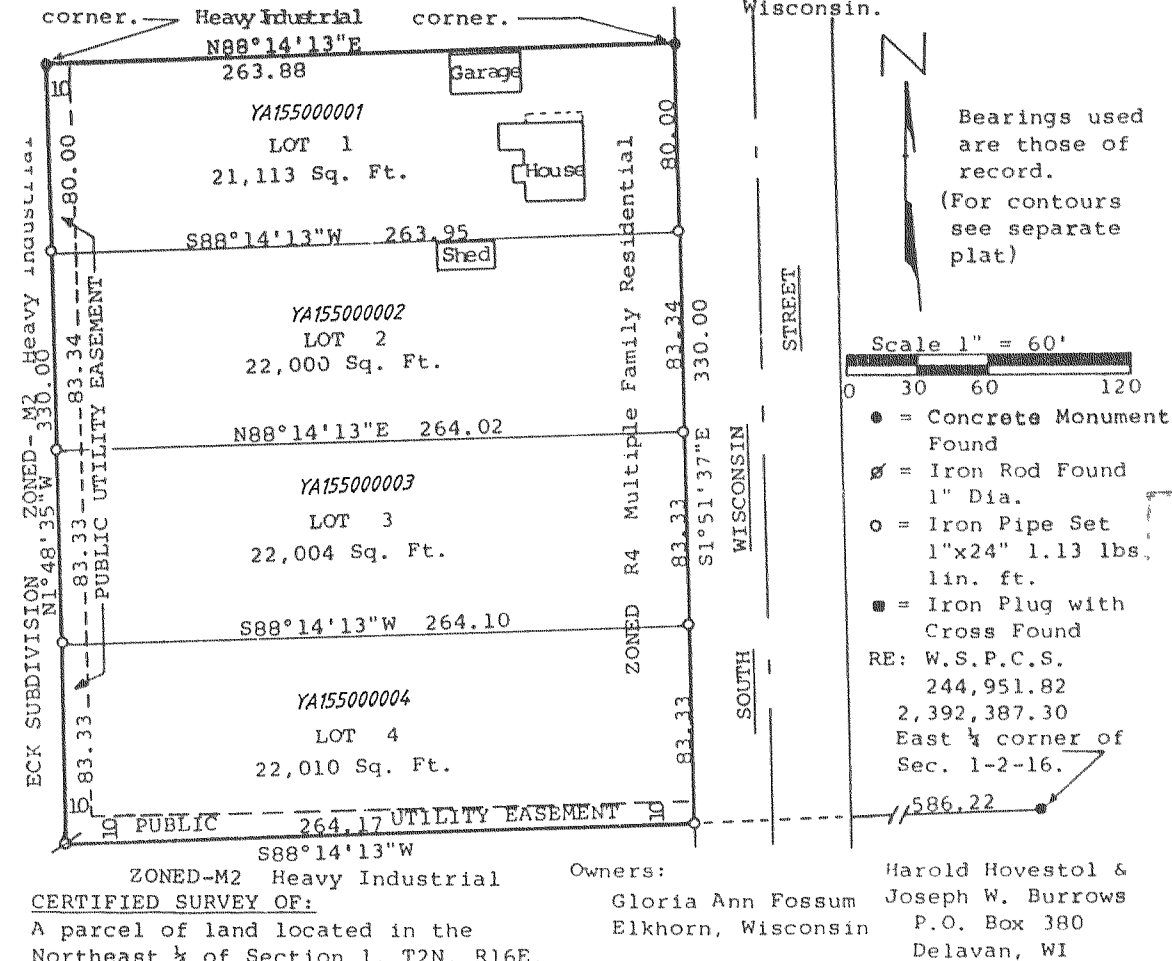 corner.
Heavy Industrial
corner.
Wisconsin.
N88°14'13"E
263.88
Garage
10
YA155000001
LOT 1
21,113 Sq. Ft.
House
80.00
80.00
S88°14'13"W 263.95
Shed
YA155000002
LOT 2
22,000 Sq. Ft.
83.34
83.34
N88°14'13"E 264.02
YA155000003
LOT 3
22,004 Sq. Ft.
83.33
83.33
S88°14'13"W 264.10
YA155000004
LOT 4
22,010 Sq. Ft.
83.33
83.33
10
10
PUBLIC UTILITY EASEMENT
10
264.17
S88°14'13"W
ZONED-M2 Heavy Industrial
ECK SUBDIVISION ZONED-M2 Heavy Industrial
N1°48'35"W 330.00
PUBLIC UTILITY EASEMENT
ZONED R4 Multiple Family Residential
S1°51'37"E 330.00
SOUTH WISCONSIN STREET
N
Bearings used
are those of
record.
(For contours
see separate
plat)
Scale 1" = 60'
0 30 60 120
= Concrete Monument
Found
= Iron Rod Found
1" Dia.
= Iron Pipe Set
1"x24" 1.13 lbs.
lin. ft.
= Iron Plug with
Cross Found
RE: W.S.P.C.S.
244,951.82
2,392,387.30
East ¼ corner of
Sec. 1-2-16.
586.22
Owners:
Gloria Ann Fossum
Elkhorn, Wisconsin
Harold Hovestol &
Joseph W. Burrows
P.O. Box 380
Delavan, WI
CERTIFIED SURVEY OF:
A parcel of land located in the
Northeast ¼ of Section 1, T2N, R16E,